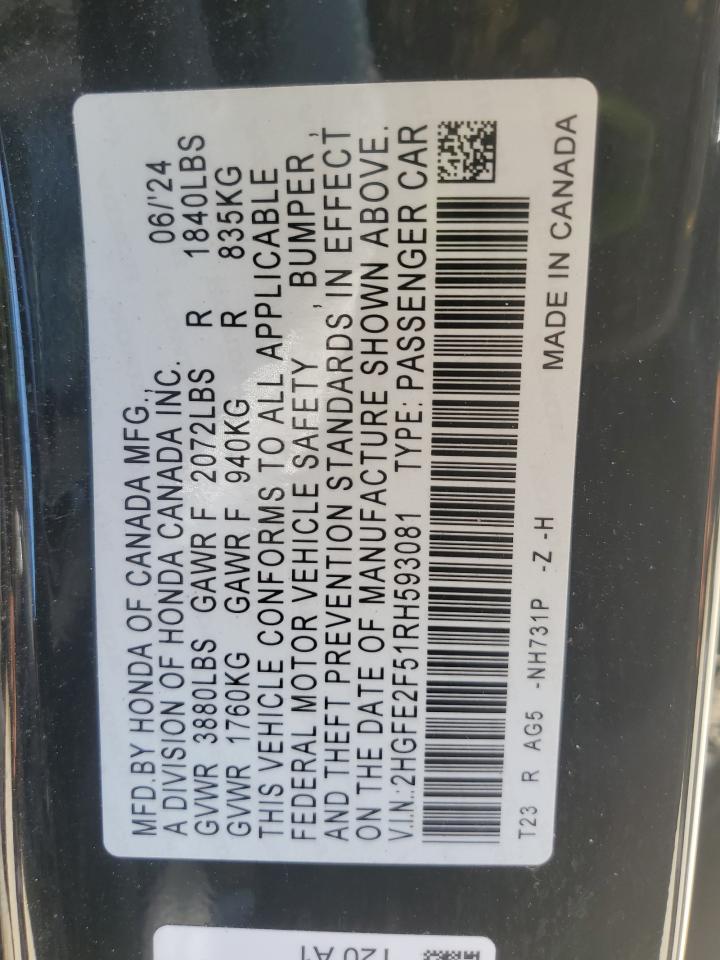 MFD.BY HONDA OF CANADA MFG.,
A DIVISION OF HONDA CANADA INC. 06/'24
GVWR 3880LBS GAWR F 2072LBS R 1840LBS
GVWR 1760KG GAWR F 940KG R 835KG
THIS VEHICLE CONFORMS TO ALL APPLICABLE
FEDERAL MOTOR VEHICLE SAFETY , BUMPER ,
AND THEFT PREVENTION STANDARDS IN EFFECT
ON THE DATE OF MANUFACTURE SHOWN ABOVE.
V.I.N.:2HGFE2F51RH593081 TYPE: PASSENGER CAR
T23 R AG5 -NH731P -Z -H
MADE IN CANADA